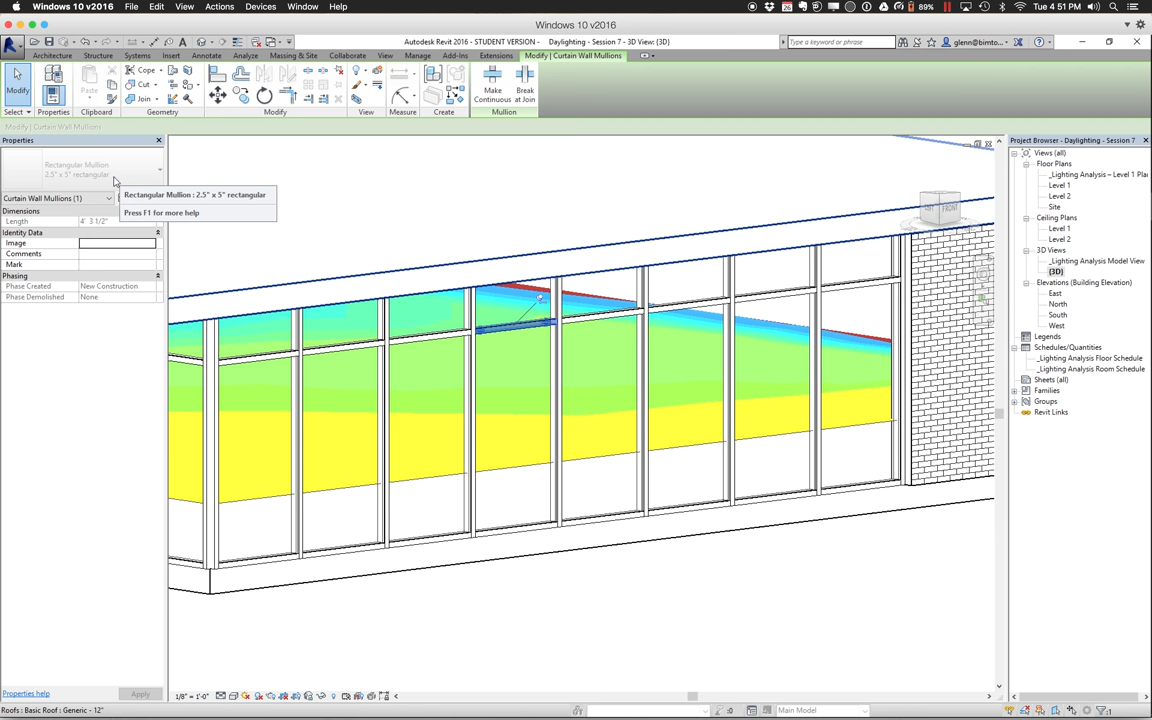 Windows 10 v2016 File Edit View Actions Devices Window Help 89% Tue 4:51 PM
Windows 10 v2016
Autodesk Revit 2016 - STUDENT VERSION - Daylighting - Session 7 - 3D View: {3D} Type a keyword or phrase glenn@bimto...
Architecture Structure Systems Insert Annotate Analyze Massing & Site Collaborate View Manage Add-Ins Extensions Modify | Curtain Wall Mullions
Modify Paste Cope Cut Join Make Continuous Break at Join
Select Properties Clipboard Geometry Modify View Measure Create Mullion
Modify | Curtain Wall Mullions
Properties
Rectangular Mullion
2.5" x 5" rectangular
Rectangular Mullion : 2.5" x 5" rectangular
Press F1 for more help
Curtain Wall Mullions (1)
Dimensions
Length 4' 3 1/2"
Identity Data
Image
Comments
Mark
Phasing
Phase Created New Construction
Phase Demolished None
Properties help Apply
LEFT FRONT
1/8" = 1'-0"
Project Browser - Daylighting - Session 7
Views (all)
Floor Plans
_Lighting Analysis – Level 1 Pla
Level 1
Level 2
Site
Ceiling Plans
Level 1
Level 2
3D Views
_Lighting Analysis Model View
{3D}
Elevations (Building Elevation)
East
North
South
West
Legends
Schedules/Quantities
_Lighting Analysis Floor Schedule
_Lighting Analysis Room Schedule
Sheets (all)
Families
Groups
Revit Links
Roofs : Basic Roof : Generic - 12" :0 Main Model :1